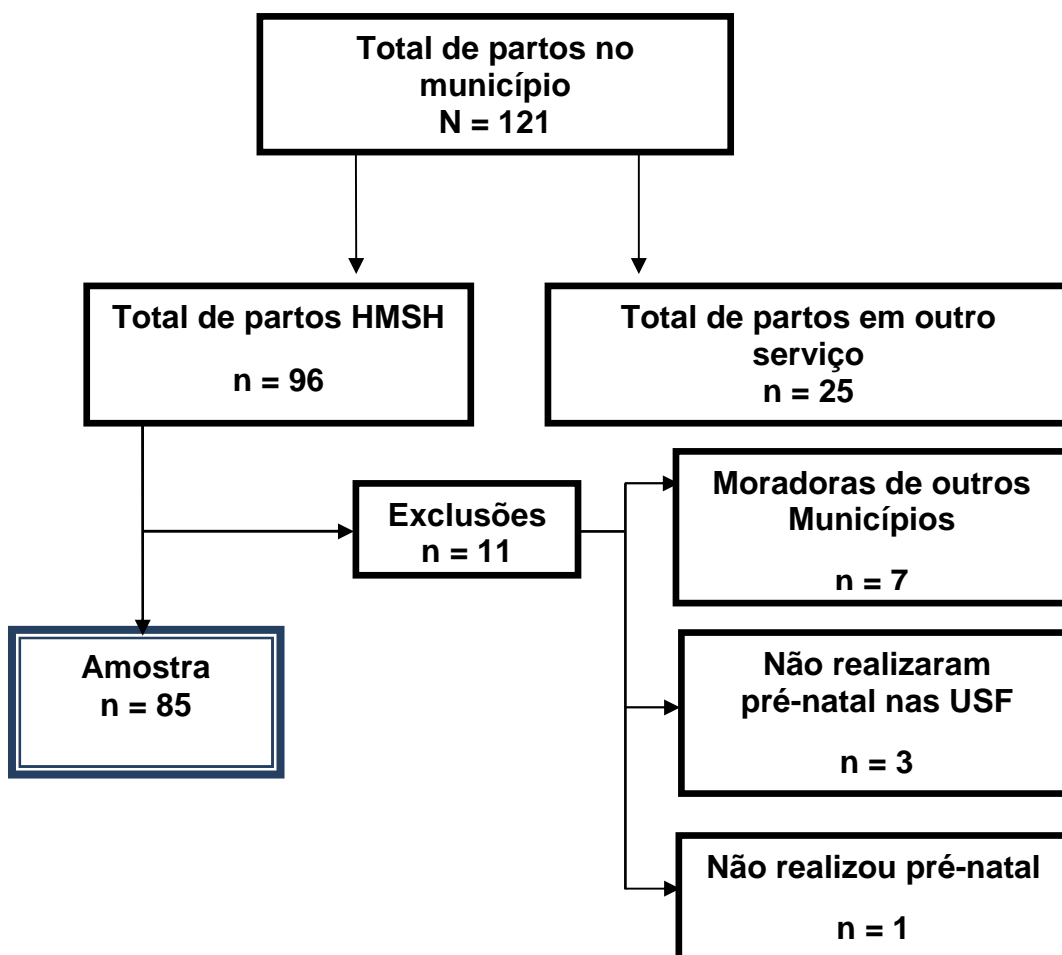 Total de partos no
município
N = 121
Total de partos HMSH
n = 96
Total de partos em outro
serviço
n = 25
Exclusões
n = 11
Moradoras de outros
Municípios
n = 7
Amostra
n = 85
Não realizaram
pré-natal nas USF
n = 3
Não realizou pré-natal
n = 1